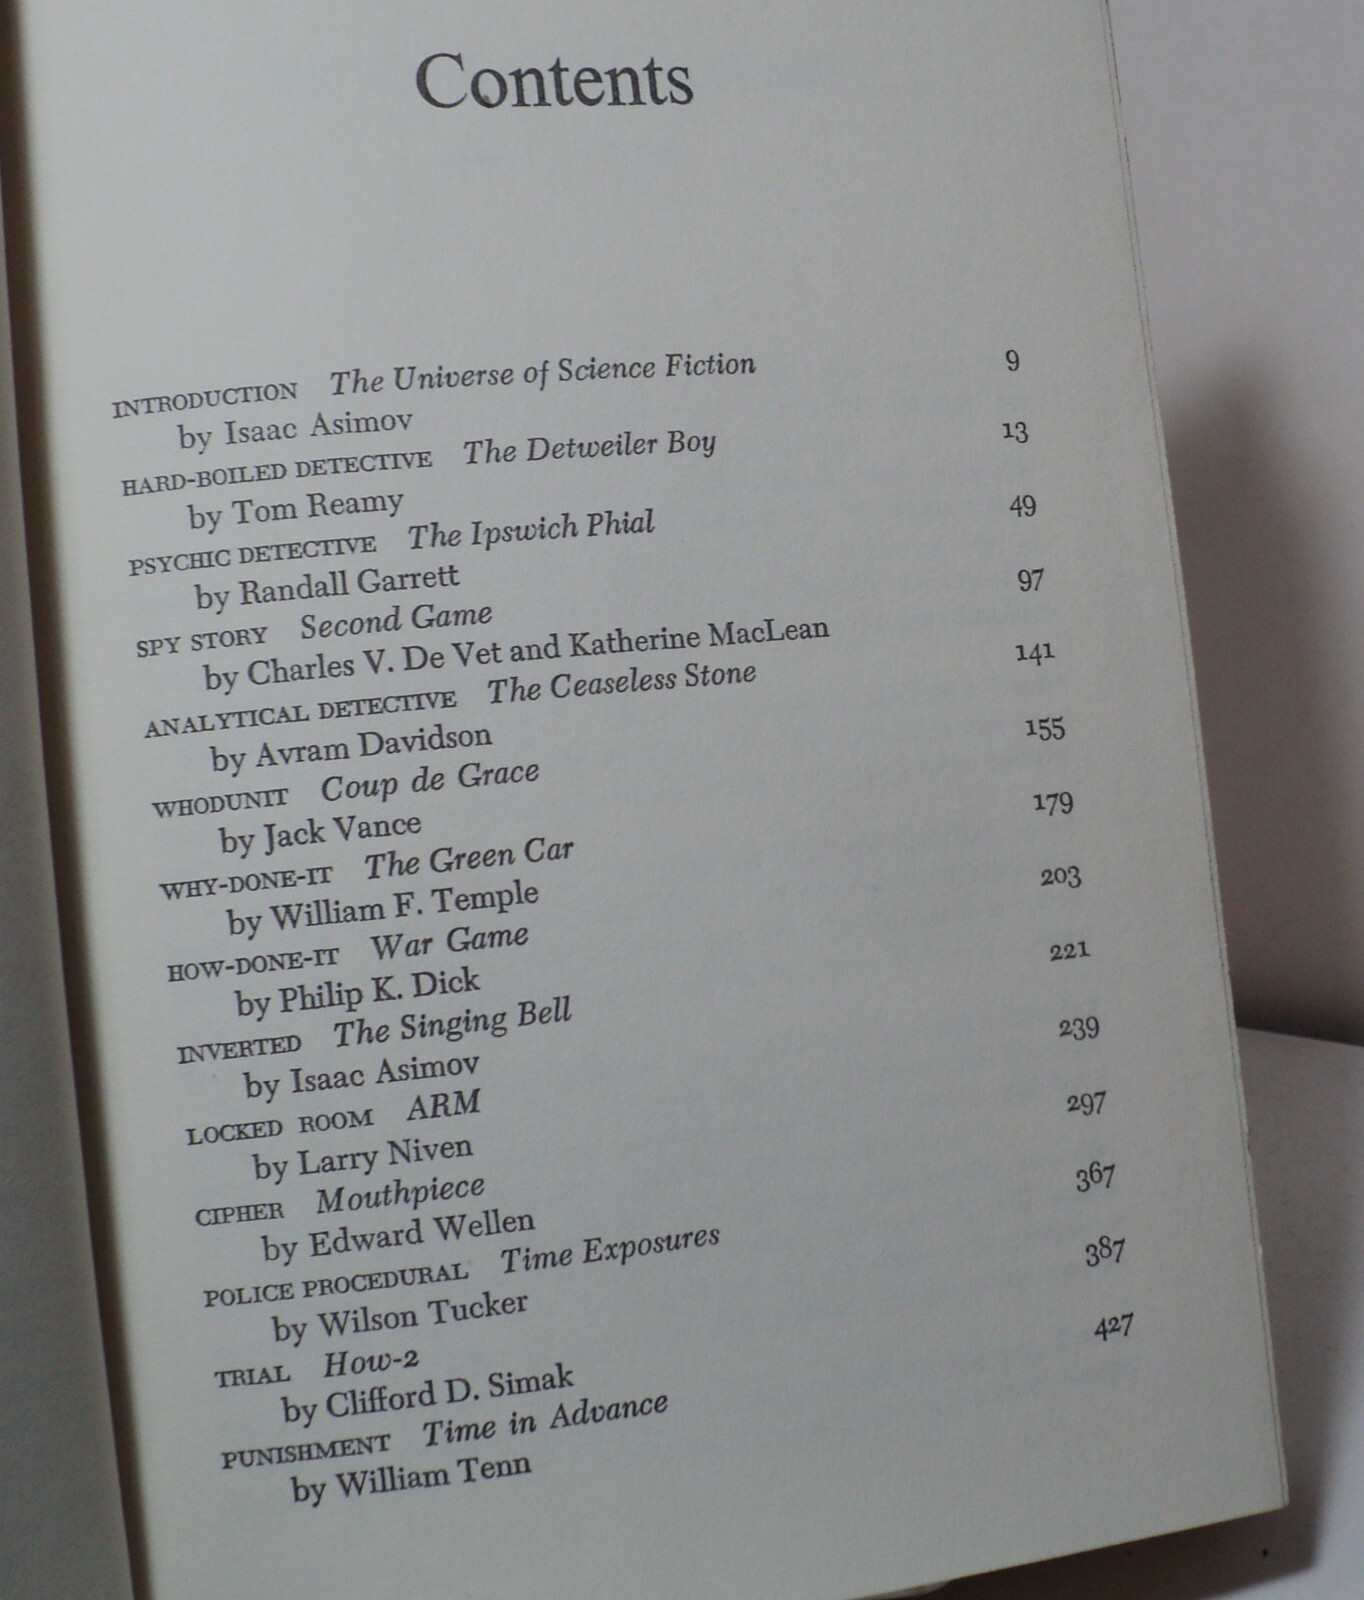 Contents
INTRODUCTION The Universe of Science Fiction 9
by Isaac Asimov
HARD-BOILED DETECTIVE The Detweiler Boy 13
by Tom Reamy
PSYCHIC DETECTIVE The Ipswich Phial 49
by Randall Garrett
SPY STORY Second Game 97
by Charles V. De Vet and Katherine MacLean
ANALYTICAL DETECTIVE The Ceaseless Stone 141
by Avram Davidson
WHODUNIT Coup de Grace 155
by Jack Vance
WHY-DONE-IT The Green Car 179
by William F. Temple
HOW-DONE-IT War Game 203
by Philip K. Dick
INVERTED The Singing Bell 221
by Isaac Asimov
LOCKED ROOM ARM 239
by Larry Niven
CIPHER Mouthpiece 297
by Edward Wellen
POLICE PROCEDURAL Time Exposures 367
by Wilson Tucker
TRIAL How-2 387
by Clifford D. Simak
PUNISHMENT Time in Advance 427
by William Tenn